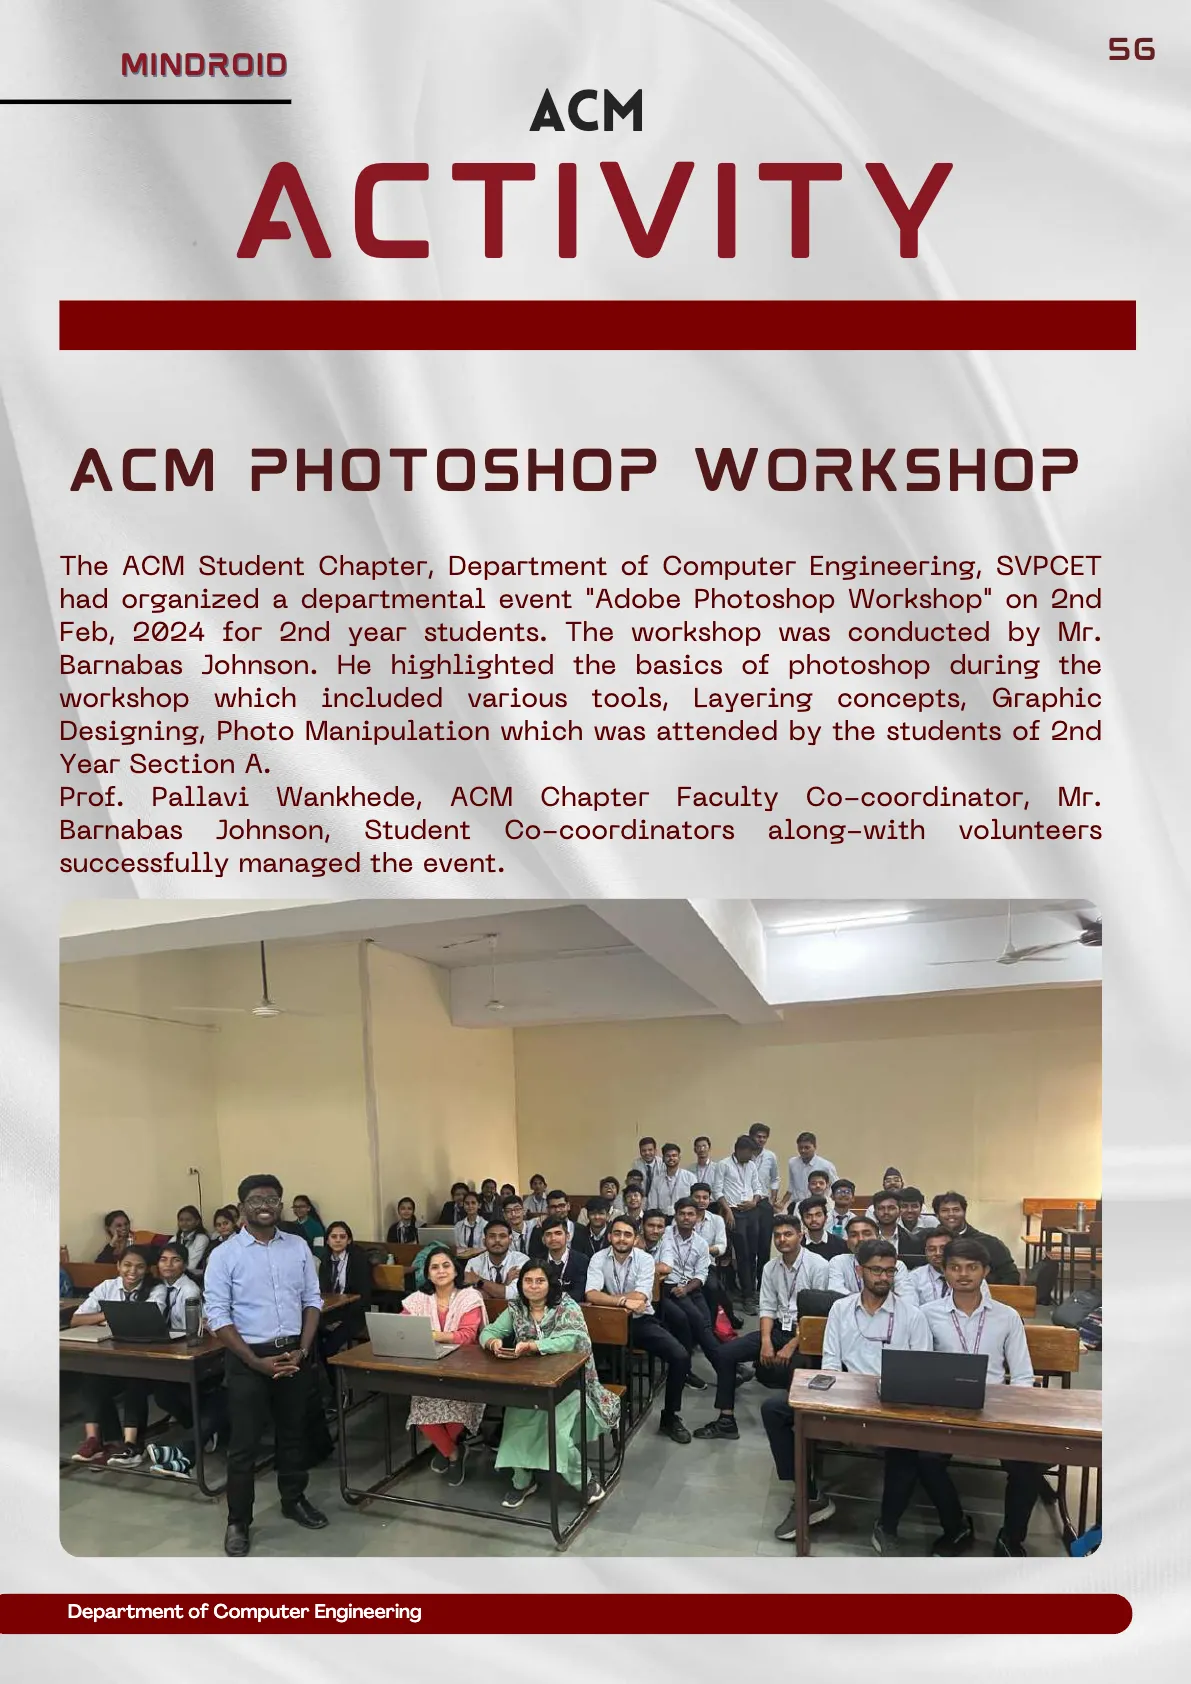 MINDROID
56
ACM
ACTIVITY
ACM PHOTOSHOP WORKSHOP
The ACM Student Chapter, Department of Computer Engineering, SVPCET
had organized a departmental event "Adobe Photoshop Workshop" on 2nd
Feb, 2024 for 2nd year students. The workshop was conducted by Mr.
Barnabas Johnson. He highlighted the basics of photoshop during the
workshop which included various tools, Layering concepts, Graphic
Designing, Photo Manipulation which was attended by the students of 2nd
Year Section A.
Prof. Pallavi Wankhede, ACM Chapter Faculty Co-coordinator, Mr.
Barnabas Johnson, Student Co-coordinators along-with volunteers
successfully managed the event.
Department of Computer Engineering